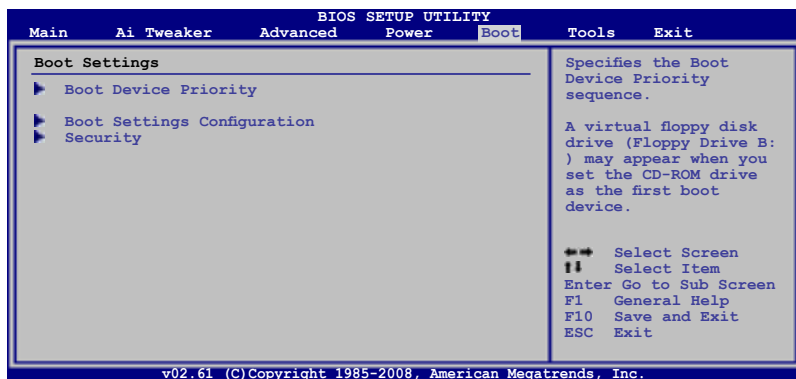 BIOS SETUP UTILITY
Main Ai Tweaker Advanced Power Boot Tools Exit
Boot Settings
Boot Device Priority
Boot Settings Configuration
Security
Specifies the Boot
Device Priority
sequence.
A virtual floppy disk
drive (Floppy Drive B:
) may appear when you
set the CD-ROM drive
as the first boot
device.
Select Screen
Select Item
Enter Go to Sub Screen
F1 General Help
F10 Save and Exit
ESC Exit
v02.61 (C)Copyright 1985-2008, American Megatrends, Inc.